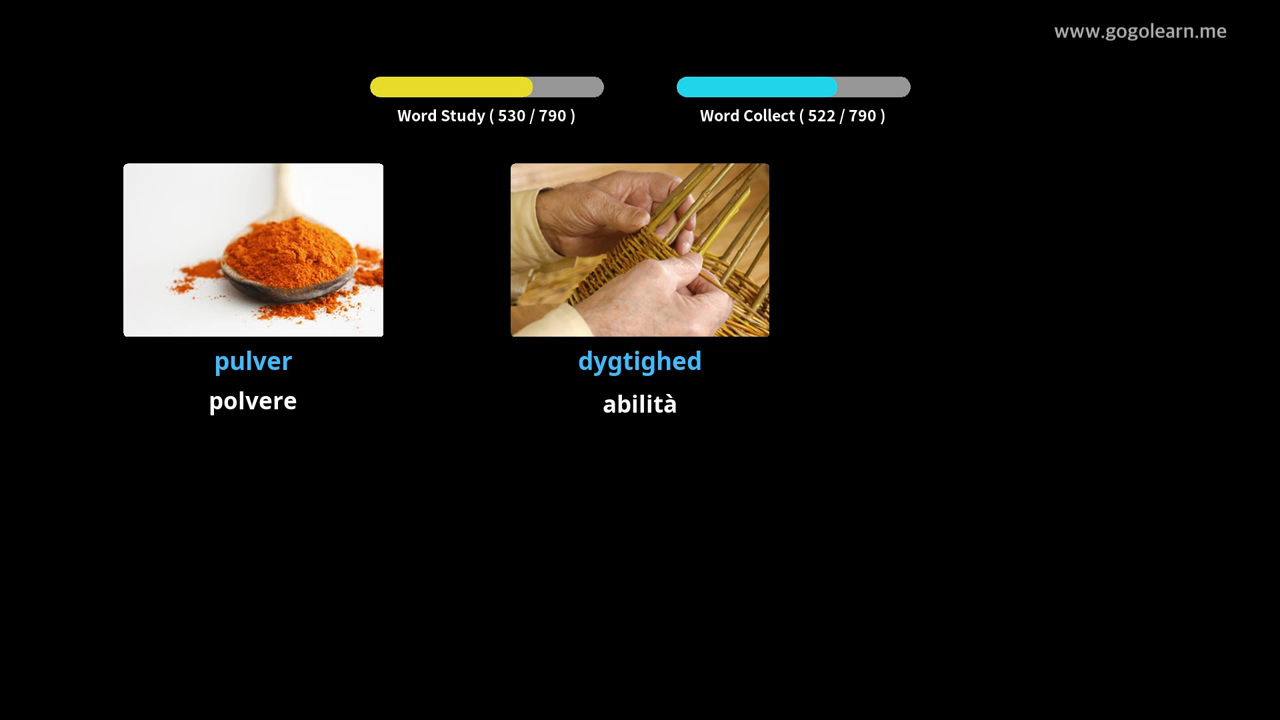 www.gogolearn.me
Word Study ( 530 / 790 )
Word Collect ( 522 / 790 )
pulver
dygtighed
polvere
abilità